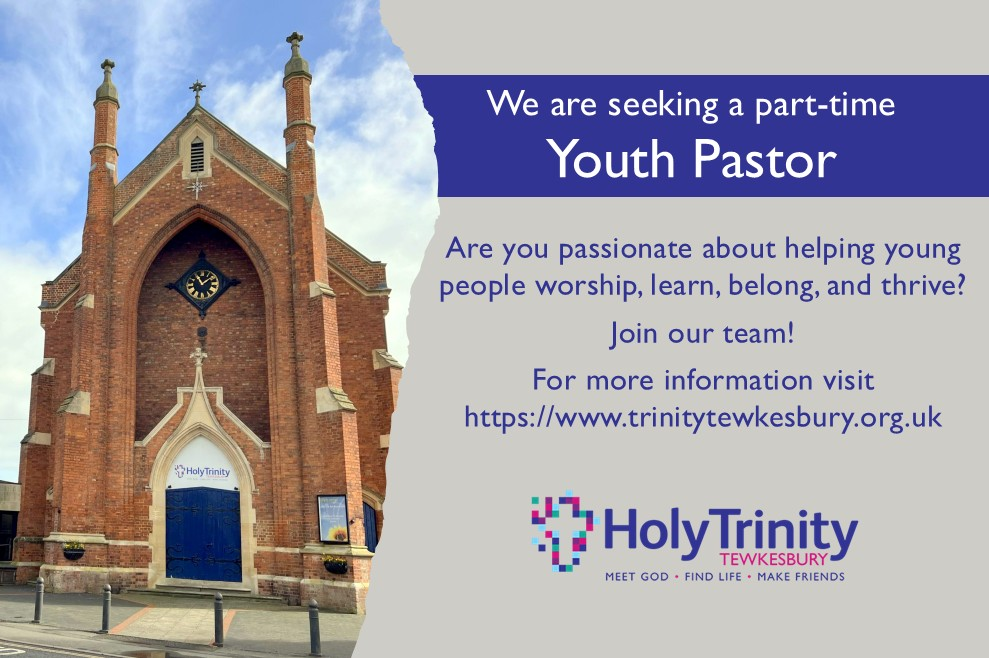 We are seeking a part-time
Youth Pastor
Are you passionate about helping young
people worship, learn, belong, and thrive?
Join our team!
For more information visit
https://www.trinitytewkesbury.org.uk
HolyTrinity
TEWKESBURY
MEET GOD • FIND LIFE • MAKE FRIENDS
HolyTrinity